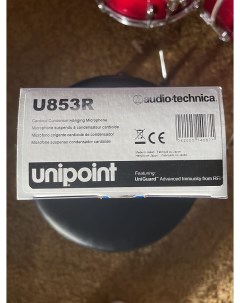 U853R
audio-technica
Cardioid Condenser Hanging Microphone
Microphone suspendu à condensateur cardioïde
Micrófono colgante de condensador cardioide
CE
unipoint
Featuring:
UniGuard™ Advanced Immunity from RFI